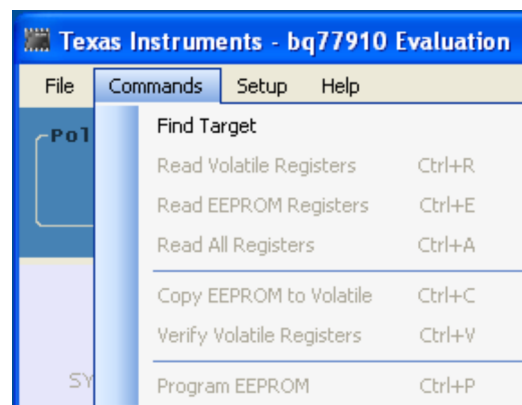 Texas Instruments - bq77910 Evaluation
File Commands Setup Help
Find Target
Read Volatile Registers Ctrl+R
Read EEPROM Registers Ctrl+E
Read All Registers Ctrl+A
Copy EEPROM to Volatile Ctrl+C
Verify Volatile Registers Ctrl+V
Program EEPROM Ctrl+P